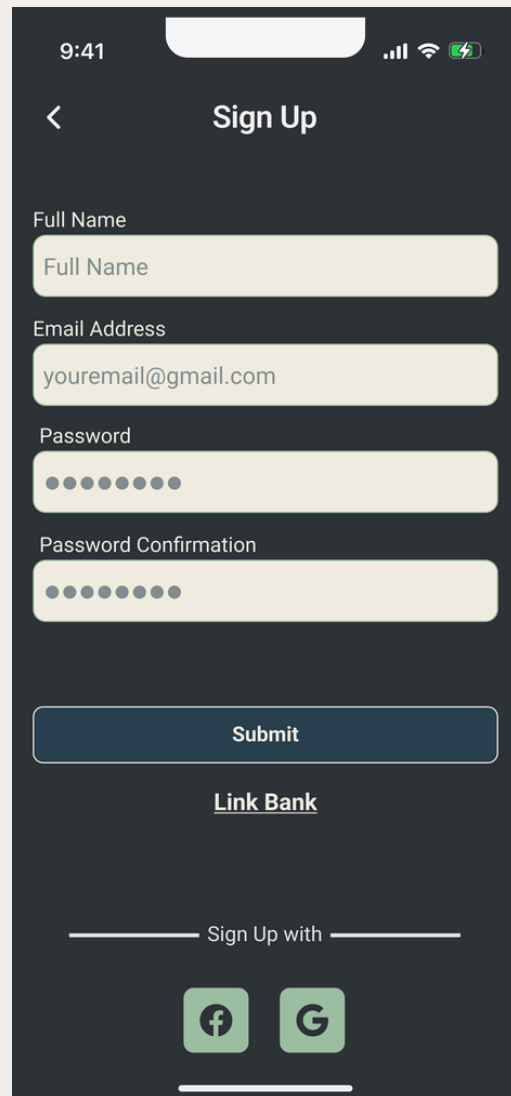 9:41
Sign Up
Full Name
Full Name
Email Address
youremail@gmail.com
Password
●●●●●●●●
Password Confirmation
●●●●●●●●
Submit
Link Bank
Sign Up with